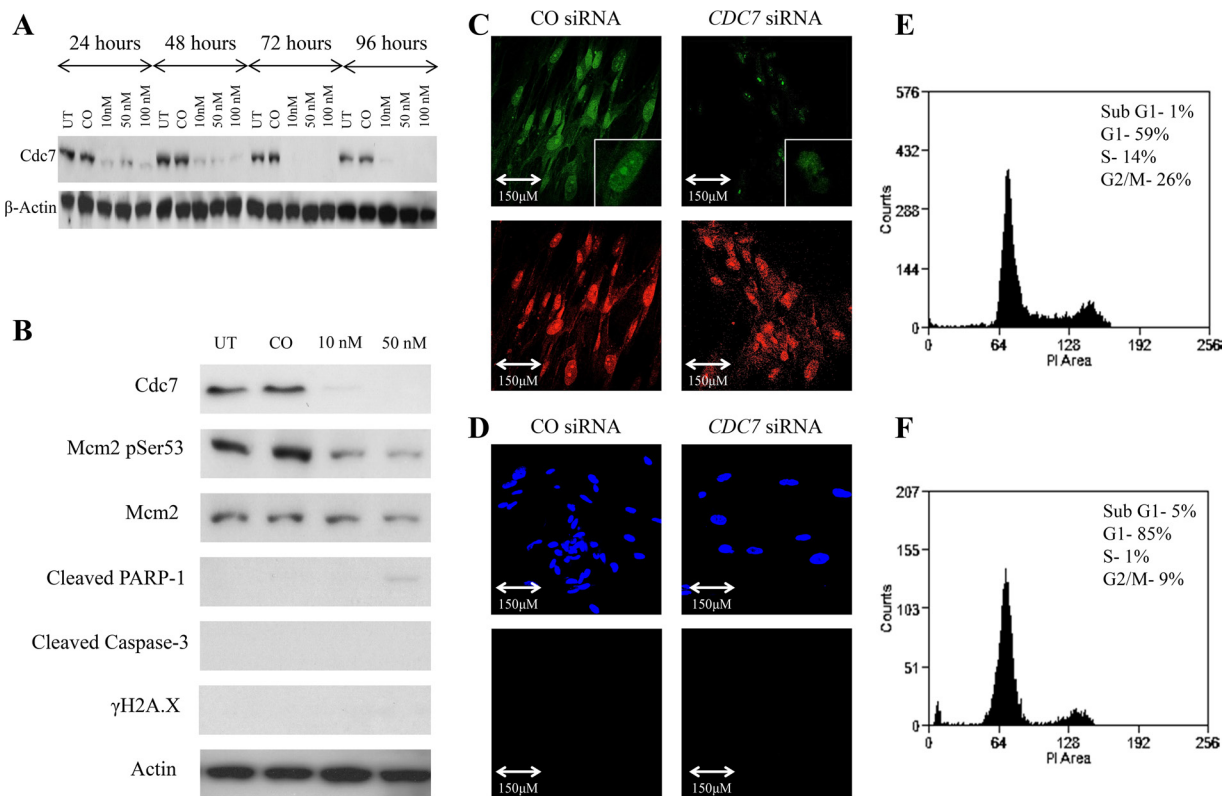 A
24 hours 48 hours 72 hours 96 hours
UT CO 10nM 50 nM 100 nM UT CO 10nM 50 nM 100 nM UT CO 10nM 50 nM 100 nM UT CO 10nM 50 nM 100 nM
Cdc7
β-Actin
B
UT CO 10 nM 50 nM
Cdc7
Mcm2 pSer53
Mcm2
Cleaved PARP-1
Cleaved Caspase-3
γH2A.X
Actin
C
CO siRNA CDC7 siRNA
150μM 150μM
150μM 150μM
D
CO siRNA CDC7 siRNA
150μM 150μM
150μM 150μM
E
576
432
288
144
0
Counts
Sub G1- 1%
G1- 59%
S- 14%
G2/M- 26%
0 64 128 192 256
PI Area
F
207
155
103
51
0
Counts
Sub G1- 5%
G1- 85%
S- 1%
G2/M- 9%
0 64 128 192 256
PI Area